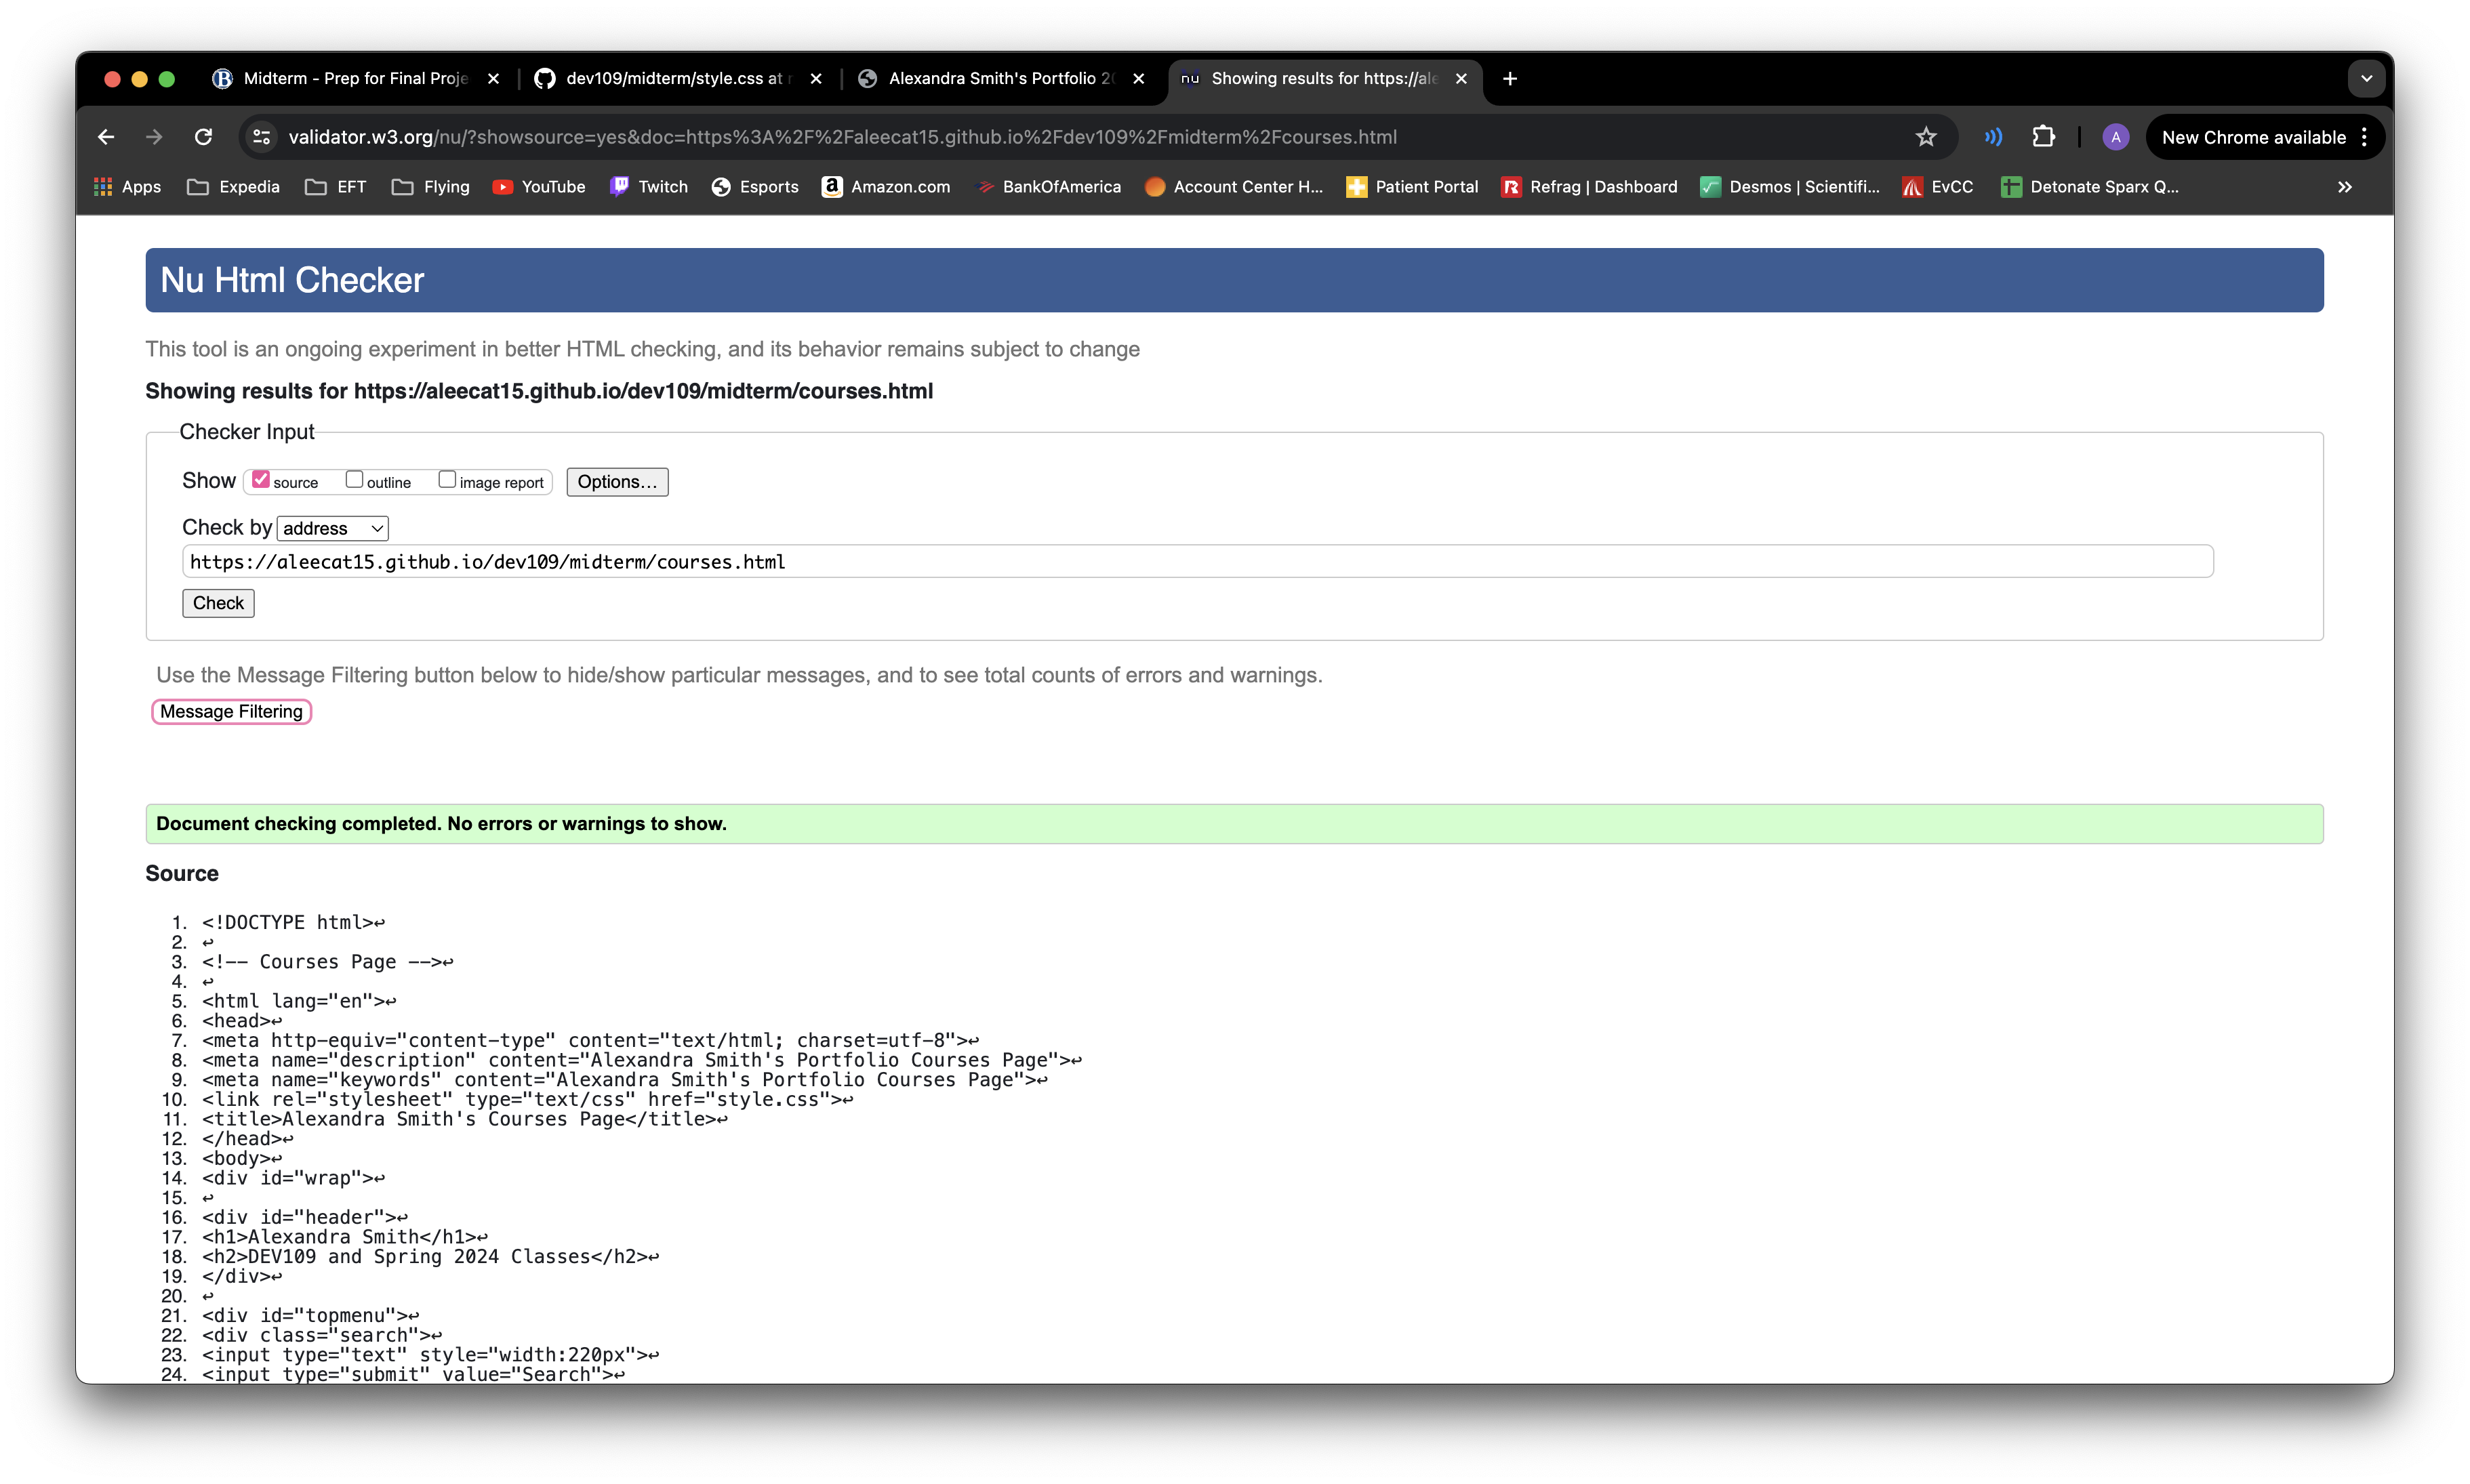 Midterm - Prep for Final Proje
dev109/midterm/style.css at r
Alexandra Smith's Portfolio 20
nu Showing results for https://ale
validator.w3.org/nu/?showsource=yes&doc=https%3A%2F%2Faleecat15.github.io%2Fdev109%2Fmidterm%2Fcourses.html
A
New Chrome available
Apps Expedia EFT Flying YouTube Twitch Esports Amazon.com BankOfAmerica Account Center H... Patient Portal Refrag | Dashboard Desmos | Scientifi... EvCC Detonate Sparx Q... »
Nu Html Checker
This tool is an ongoing experiment in better HTML checking, and its behavior remains subject to change
Showing results for https://aleecat15.github.io/dev109/midterm/courses.html
Checker Input
Show source outline image report Options...
Check by address
https://aleecat15.github.io/dev109/midterm/courses.html
Check
Use the Message Filtering button below to hide/show particular messages, and to see total counts of errors and warnings.
Message Filtering
Document checking completed. No errors or warnings to show.
Source
1. <!DOCTYPE html>↩
2. ↩
3. <!-- Courses Page -->↩
4. ↩
5. <html lang="en">↩
6. <head>↩
7. <meta http-equiv="content-type" content="text/html; charset=utf-8">↩
8. <meta name="description" content="Alexandra Smith's Portfolio Courses Page">↩
9. <meta name="keywords" content="Alexandra Smith's Portfolio Courses Page">↩
10. <link rel="stylesheet" type="text/css" href="style.css">↩
11. <title>Alexandra Smith's Courses Page</title>↩
12. </head>↩
13. <body>↩
14. <div id="wrap">↩
15. ↩
16. <div id="header">↩
17. <h1>Alexandra Smith</h1>↩
18. <h2>DEV109 and Spring 2024 Classes</h2>↩
19. </div>↩
20. ↩
21. <div id="topmenu">↩
22. <div class="search">↩
23. <input type="text" style="width:220px">↩
24. <input type="submit" value="Search">↩